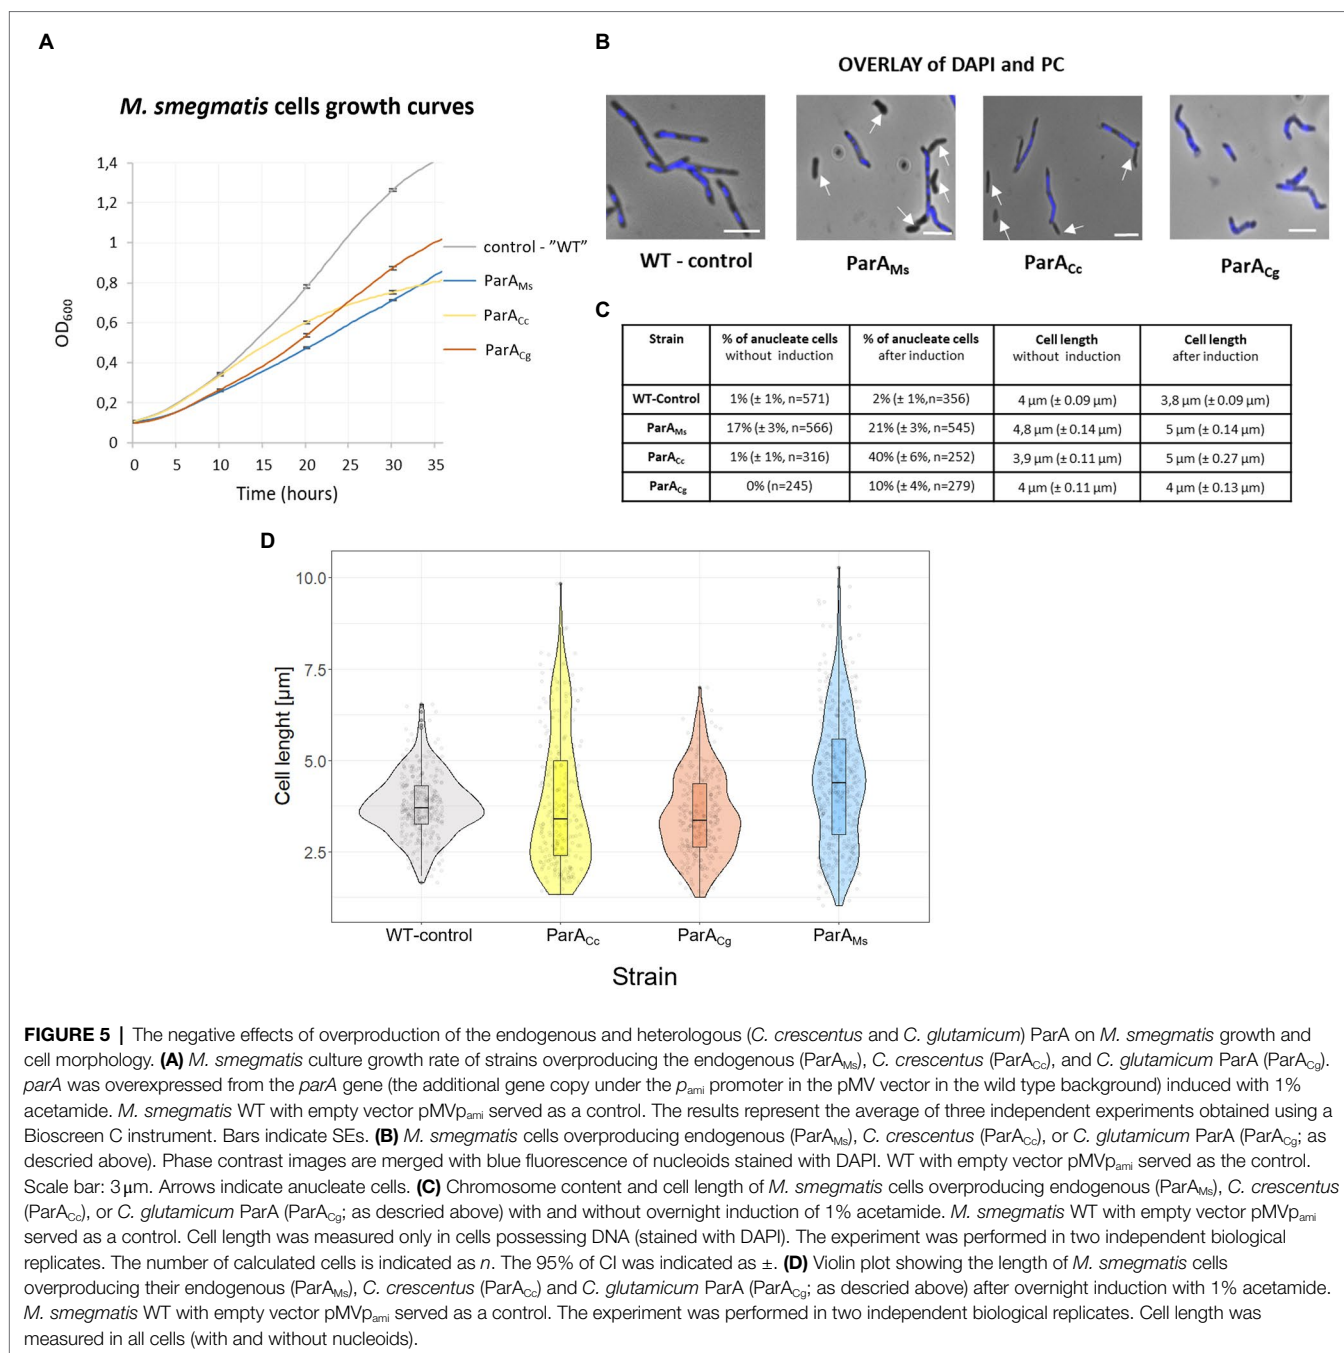 A
M. smegmatis cells growth curves
1,4
1,2
1
0,8
0,6
0,4
0,2
0
OD600
0 5 10 15 20 25 30 35
Time (hours)
control - ”WT”
ParAMs
ParACc
ParACg
B
OVERLAY of DAPI and PC
WT - control
ParAMs
ParACc
ParACg
C
Strain
% of anucleate cells without induction
% of anucleate cells after induction
Cell length without induction
Cell length after induction
WT-Control 1% (± 1%, n=571) 2% (± 1%,n=356) 4 µm (± 0.09 µm) 3,8 µm (± 0.09 µm)
ParAMs 17% (± 3%, n=566) 21% (± 3%, n=545) 4,8 µm (± 0.14 µm) 5 µm (± 0.14 µm)
ParACc 1% (± 1%, n=316) 40% (± 6%, n=252) 3,9 µm (± 0.11 µm) 5 µm (± 0.27 µm)
ParACg 0% (n=245) 10% (± 4%, n=279) 4 µm (± 0.11 µm) 4 µm (± 0.13 µm)
D
10.0
7.5
5.0
2.5
Cell lenght [µm]
WT-control ParACc ParACg ParAMs
Strain
FIGURE 5 | The negative effects of overproduction of the endogenous and heterologous (C. crescentus and C. glutamicum) ParA on M. smegmatis growth and
cell morphology. (A) M. smegmatis culture growth rate of strains overproducing the endogenous (ParAMs), C. crescentus (ParACc), and C. glutamicum ParA (ParACg).
parA was overexpressed from the parA gene (the additional gene copy under the pami promoter in the pMV vector in the wild type background) induced with 1%
acetamide. M. smegmatis WT with empty vector pMVpami served as a control. The results represent the average of three independent experiments obtained using a
Bioscreen C instrument. Bars indicate SEs. (B) M. smegmatis cells overproducing endogenous (ParAMs), C. crescentus (ParACc), or C. glutamicum ParA (ParACg; as
descried above). Phase contrast images are merged with blue fluorescence of nucleoids stained with DAPI. WT with empty vector pMVpami served as the control.
Scale bar: 3 µm. Arrows indicate anucleate cells. (C) Chromosome content and cell length of M. smegmatis cells overproducing endogenous (ParAMs), C. crescentus
(ParACc), or C. glutamicum ParA (ParACg; as descried above) with and without overnight induction of 1% acetamide. M. smegmatis WT with empty vector pMVpami
served as a control. Cell length was measured only in cells possessing DNA (stained with DAPI). The experiment was performed in two independent biological
replicates. The number of calculated cells is indicated as n. The 95% of CI was indicated as ±. (D) Violin plot showing the length of M. smegmatis cells
overproducing their endogenous (ParAMs), C. crescentus (ParACc) and C. glutamicum ParA (ParACg; as descried above) after overnight induction with 1% acetamide.
M. smegmatis WT with empty vector pMVpami served as a control. The experiment was performed in two independent biological replicates. Cell length was
measured in all cells (with and without nucleoids).